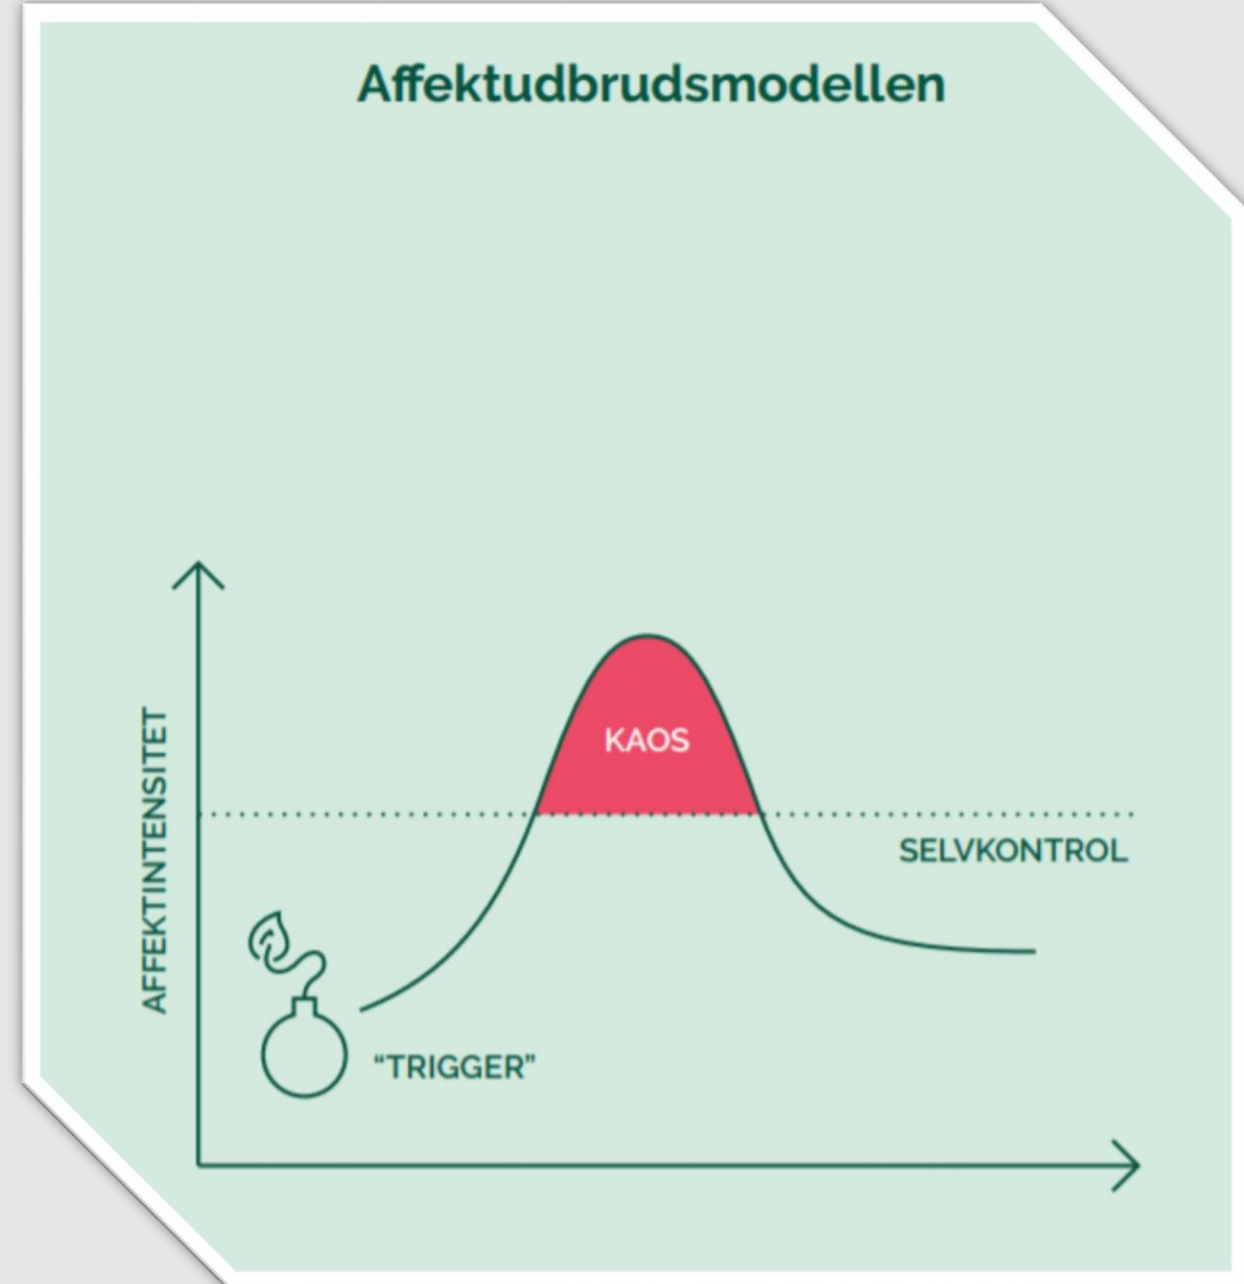 Affektudbrudsmodellen
AFFEKTINTENSITET
KAOS
SELVKONTROL
“TRIGGER”